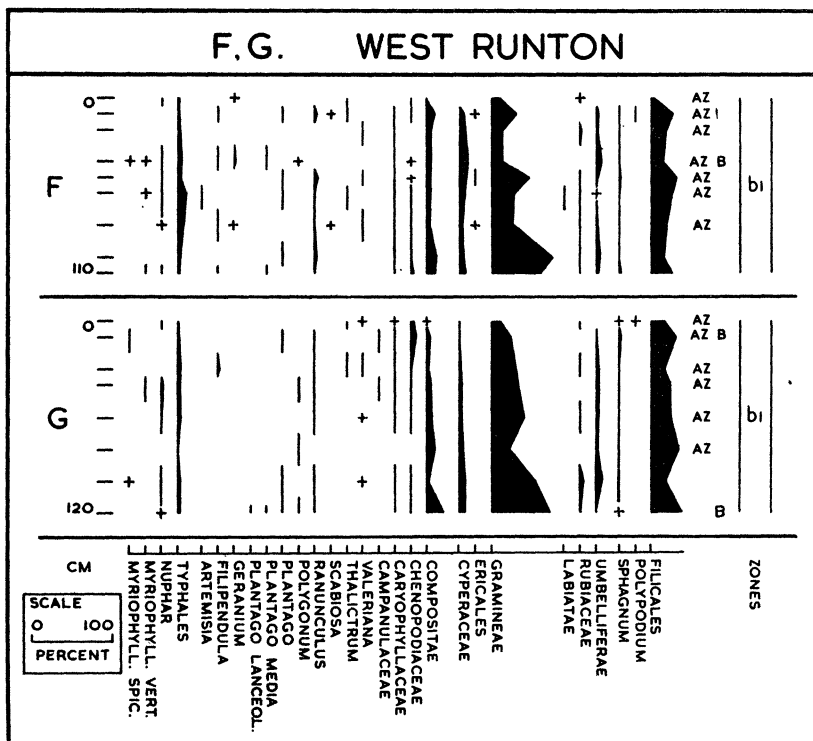 F, G. WEST RUNTON
0
AZ
AZ I
AZ
AZ B
F
AZ
AZ
b1
AZ
110
0
AZ
AZ B
AZ
AZ
G
AZ
b1
AZ
120
B
CM
MYRIOPHYLL. SPIC.
MYRIOPHYLL. VERT.
NUPHAR
TYPHALES
ARTEMISIA
FILIPENDULA
GERANIUM
PLANTAGO LANCEOL.
PLANTAGO MEDIA
PLANTAGO
POLYGONUM
RANUNCULUS
SCABIOSA
THALICTRUM
VALERIANA
CAMPANULACEAE
CARYOPHYLLACEAE
CHENOPODIACEAE
COMPOSITAE
CYPERACEAE
ERICALES
GRAMINEAE
LABIATAE
RUBIACEAE
UMBELLIFERAE
SPHAGNUM
POLYPODIUM
FILICALES
ZONES
SCALE
0 100
PERCENT